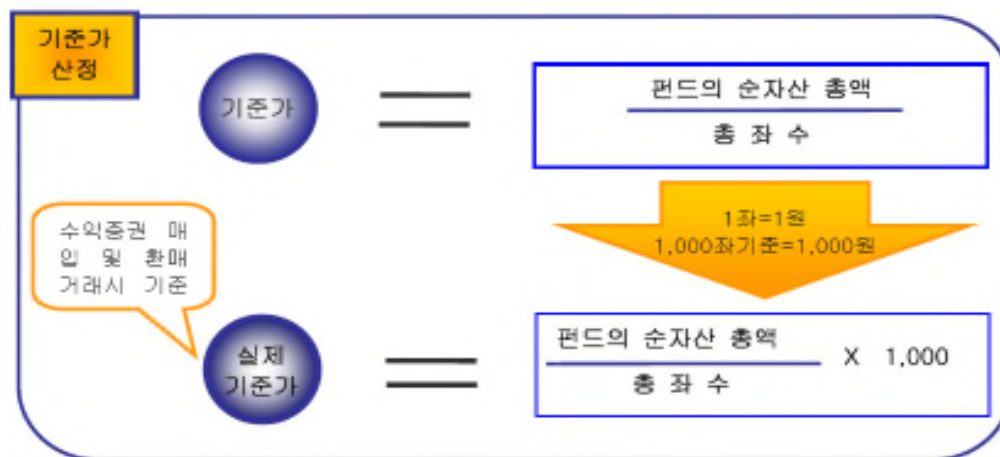 기준가
산정
기준가
펀드의 순자산 총액
총 좌 수
1좌=1원
1,000좌기준=1,000원
수익증권 매
입 및 환매
거래시 기준
실제
기준가
펀드의 순자산 총액
총 좌 수
X 1,000